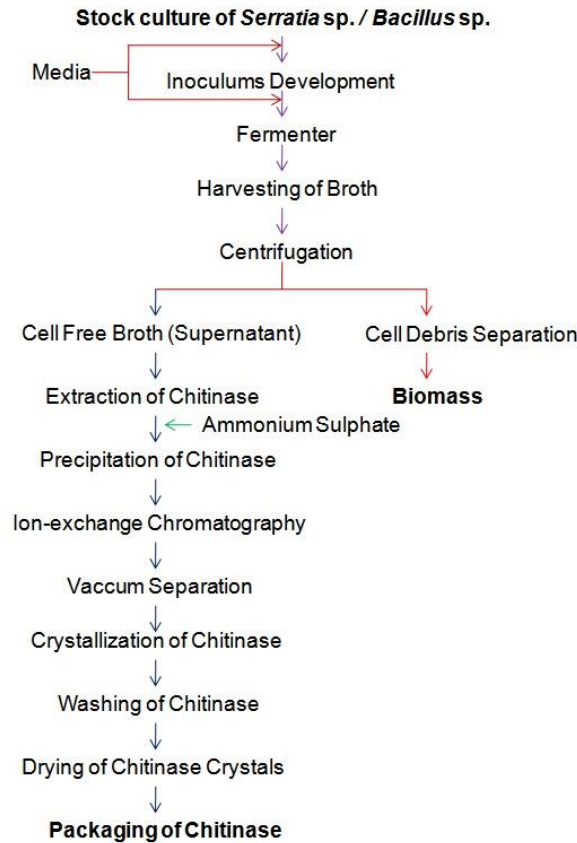 Stock culture of Serratia sp. / Bacillus sp.
Media
Inoculums Development
Fermenter
Harvesting of Broth
Centrifugation
Cell Free Broth (Supernatant)
Cell Debris Separation
Extraction of Chitinase
Biomass
Ammonium Sulphate
Precipitation of Chitinase
Ion-exchange Chromatography
Vaccum Separation
Crystallization of Chitinase
Washing of Chitinase
Drying of Chitinase Crystals
Packaging of Chitinase